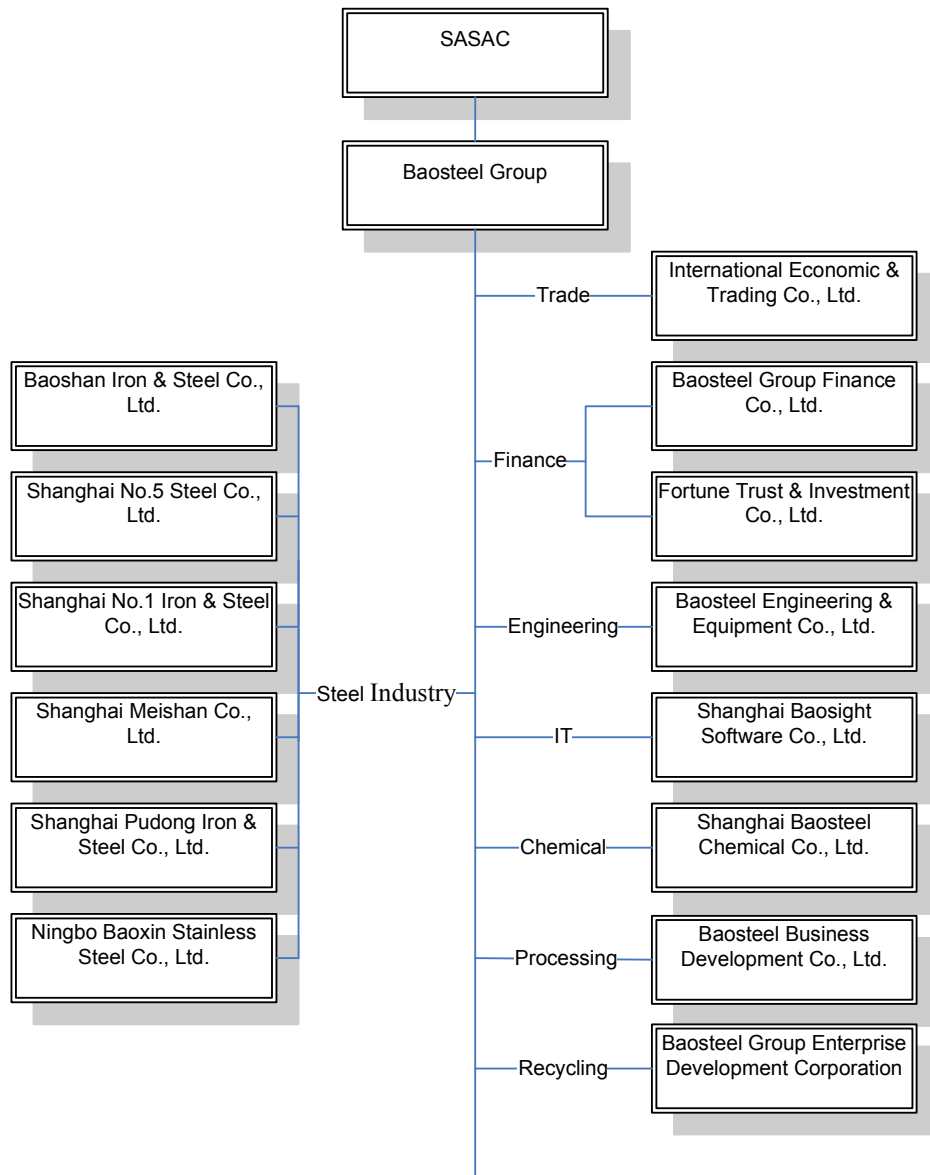 SASAC
Baosteel Group
Trade
International Economic &
Trading Co., Ltd.
Baoshan Iron & Steel Co.,
Ltd.
Baosteel Group Finance
Co., Ltd.
Finance
Shanghai No.5 Steel Co.,
Ltd.
Fortune Trust & Investment
Co., Ltd.
Shanghai No.1 Iron & Steel
Co., Ltd.
Engineering
Baosteel Engineering &
Equipment Co., Ltd.
Steel Industry
Shanghai Meishan Co.,
Ltd.
IT
Shanghai Baosight
Software Co., Ltd.
Shanghai Pudong Iron &
Steel Co., Ltd.
Chemical
Shanghai Baosteel
Chemical Co., Ltd.
Ningbo Baoxin Stainless
Steel Co., Ltd.
Processing
Baosteel Business
Development Co., Ltd.
Recycling
Baosteel Group Enterprise
Development Corporation